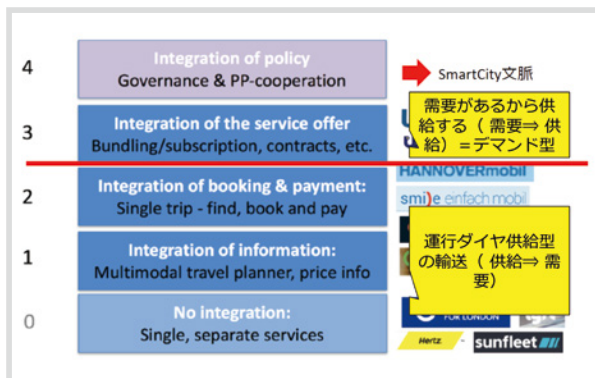 4
Integration of policy
Governance & PP-cooperation
SmartCity文脈
3
Integration of the service offer
Bundling/subscription, contracts, etc.
需要があるから供
給する（ 需要⇒ 供
給）＝デマンド型
2
Integration of booking & payment:
Single trip - find, book and pay
HANNOVERmobil
smile einfach mobil
1
Integration of information:
Multimodal travel planner, price info
運行ダイヤ供給型
の輸送（ 供給⇒ 需
要）
0
No integration:
Single, separate services
FOR LONDON
Hertz
sunfleet